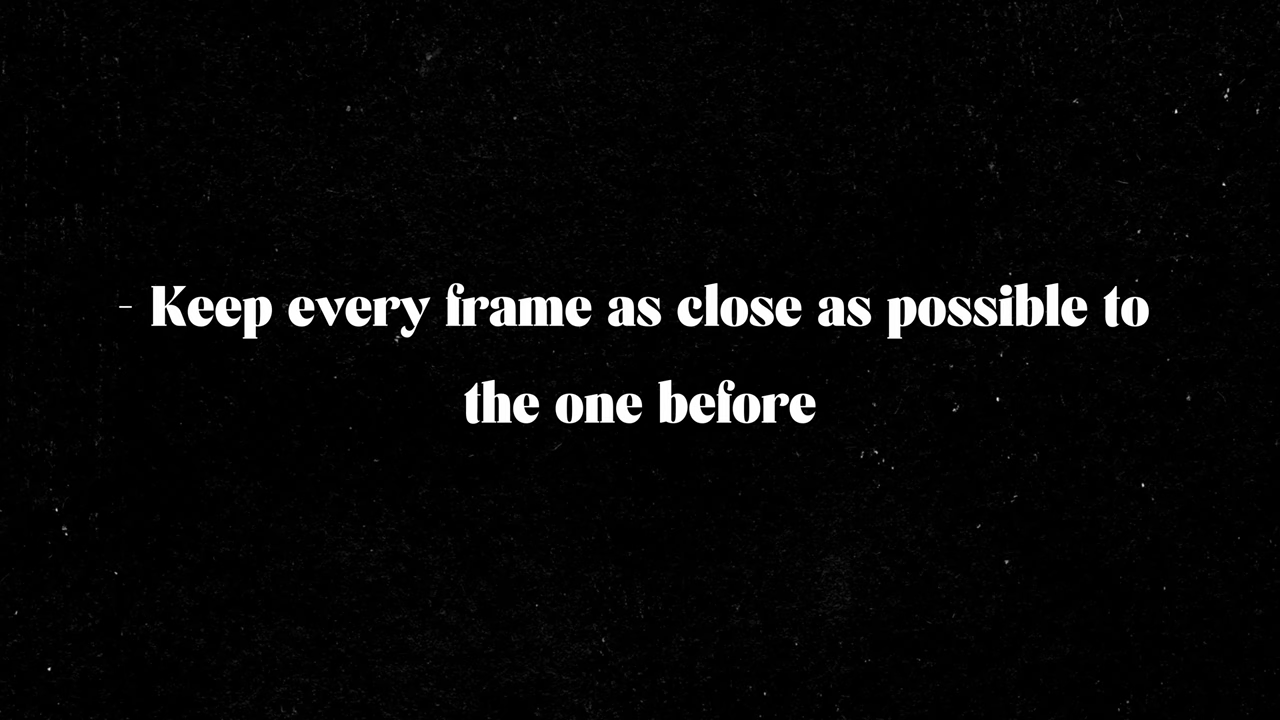 - Keep every frame as close as possible to
the one before